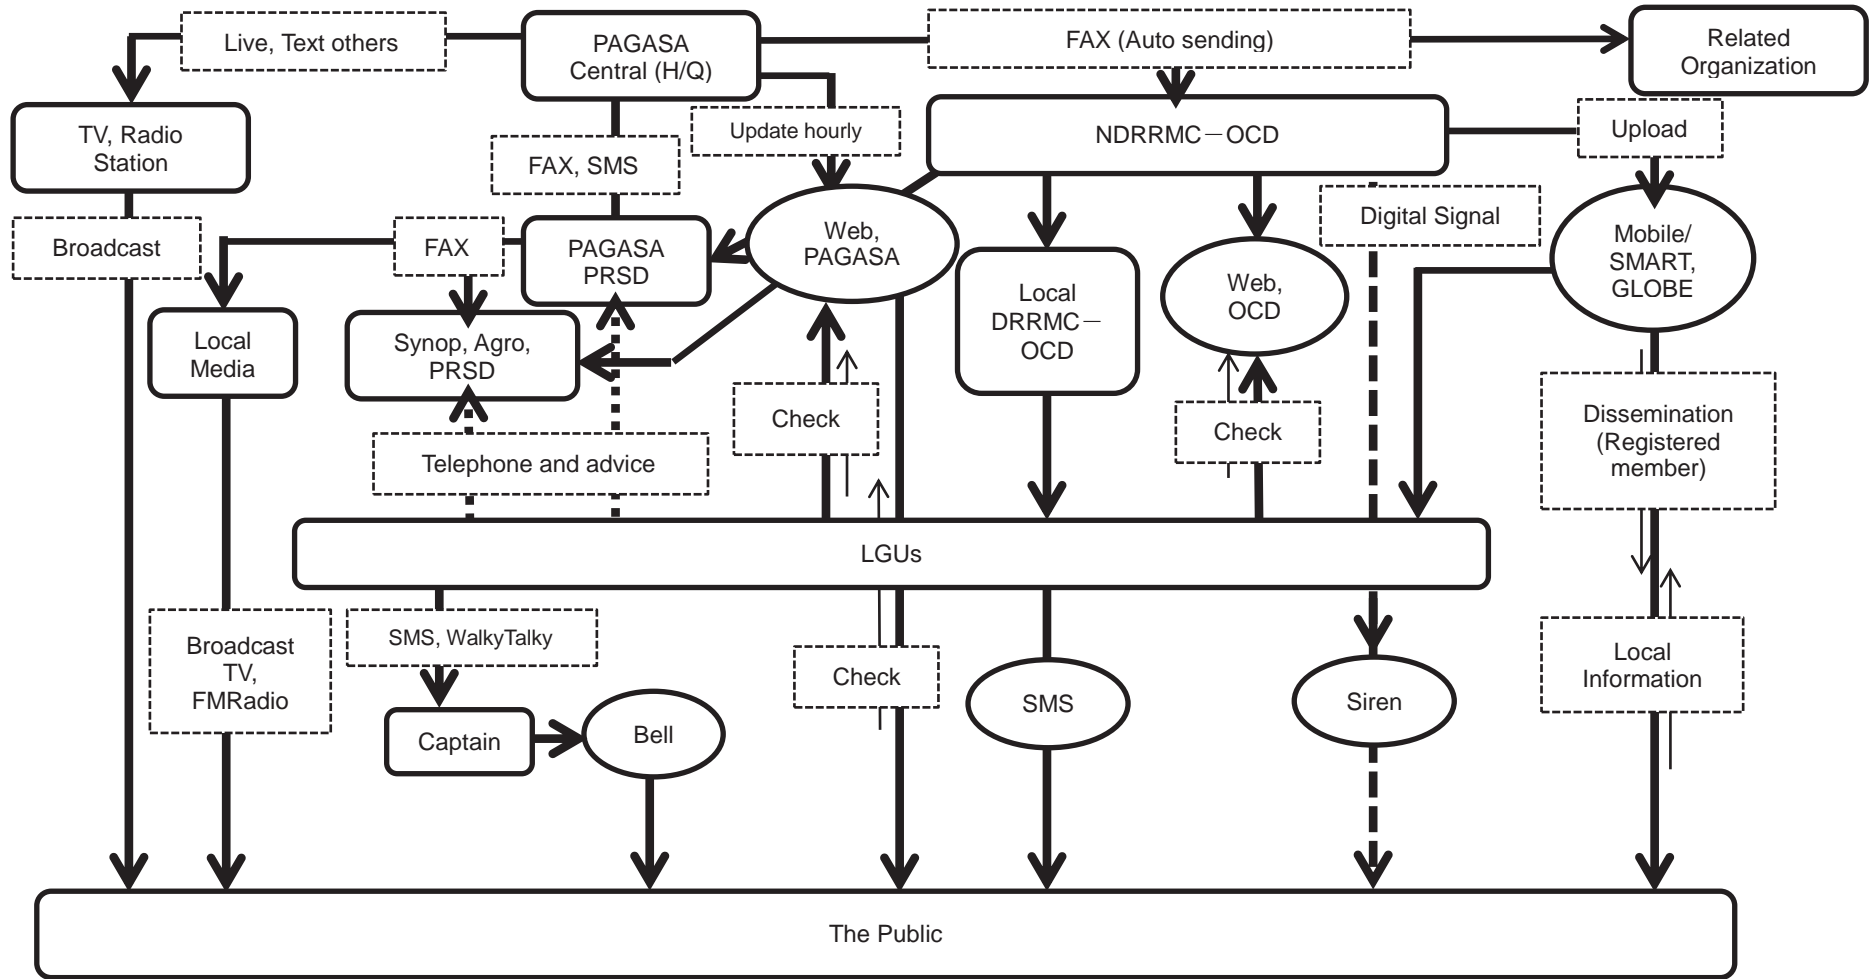 Live, Text others
PAGASA
Central (H/Q)
FAX (Auto sending)
Related
Organization
TV, Radio
Station
Update hourly
NDRRMC－OCD
Upload
FAX, SMS
Broadcast
FAX
PAGASA
PRSD
Web,
PAGASA
Digital Signal
Mobile/
SMART,
GLOBE
Local
DRRMC－
OCD
Web,
OCD
Local
Media
Synop, Agro,
PRSD
Check
Check
Dissemination
(Registered
member)
Telephone and advice
LGUs
Broadcast
TV,
FMRadio
SMS, WalkyTalky
Check
Local
Information
SMS
Siren
Captain
Bell
The Public